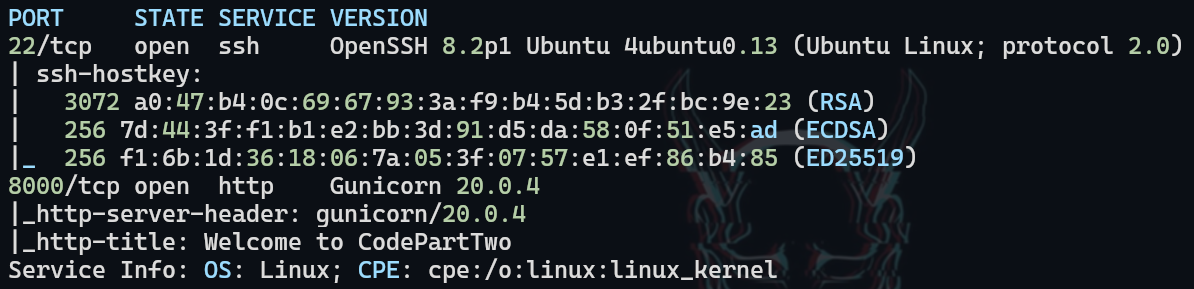 PORT     STATE SERVICE VERSION
22/tcp   open  ssh     OpenSSH 8.2p1 Ubuntu 4ubuntu0.13 (Ubuntu Linux; protocol 2.0)
| ssh-hostkey:
|   3072 a0:47:b4:0c:69:67:93:3a:f9:b4:5d:b3:2f:bc:9e:23 (RSA)
|   256 7d:44:3f:f1:b1:e2:bb:3d:91:d5:da:58:0f:51:e5:ad (ECDSA)
|_  256 f1:6b:1d:36:18:06:7a:05:3f:07:57:e1:ef:86:b4:85 (ED25519)
8000/tcp open  http    Gunicorn 20.0.4
|_http-server-header: gunicorn/20.0.4
|_http-title: Welcome to CodePartTwo
Service Info: OS: Linux; CPE: cpe:/o:linux:linux_kernel